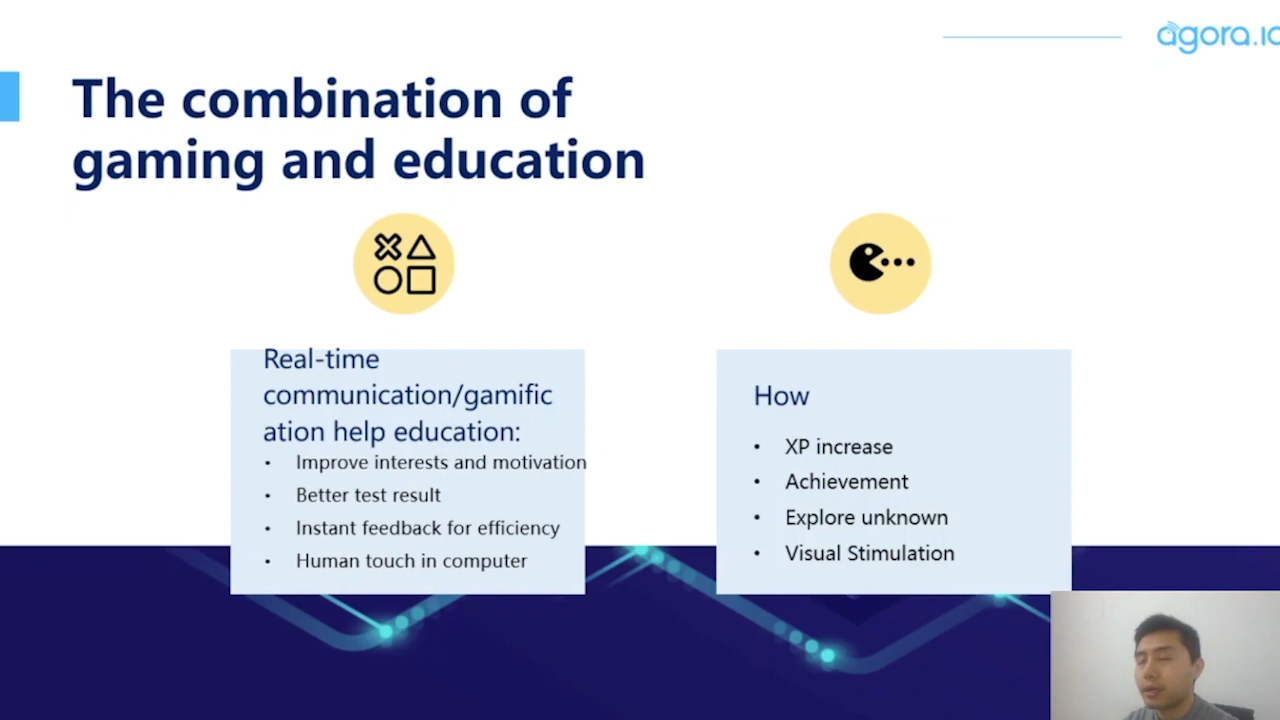 agora.io
The combination of
gaming and education
Real-time
communication/gamific
ation help education:
• Improve interests and motivation
• Better test result
• Instant feedback for efficiency
• Human touch in computer
How
• XP increase
• Achievement
• Explore unknown
• Visual Stimulation